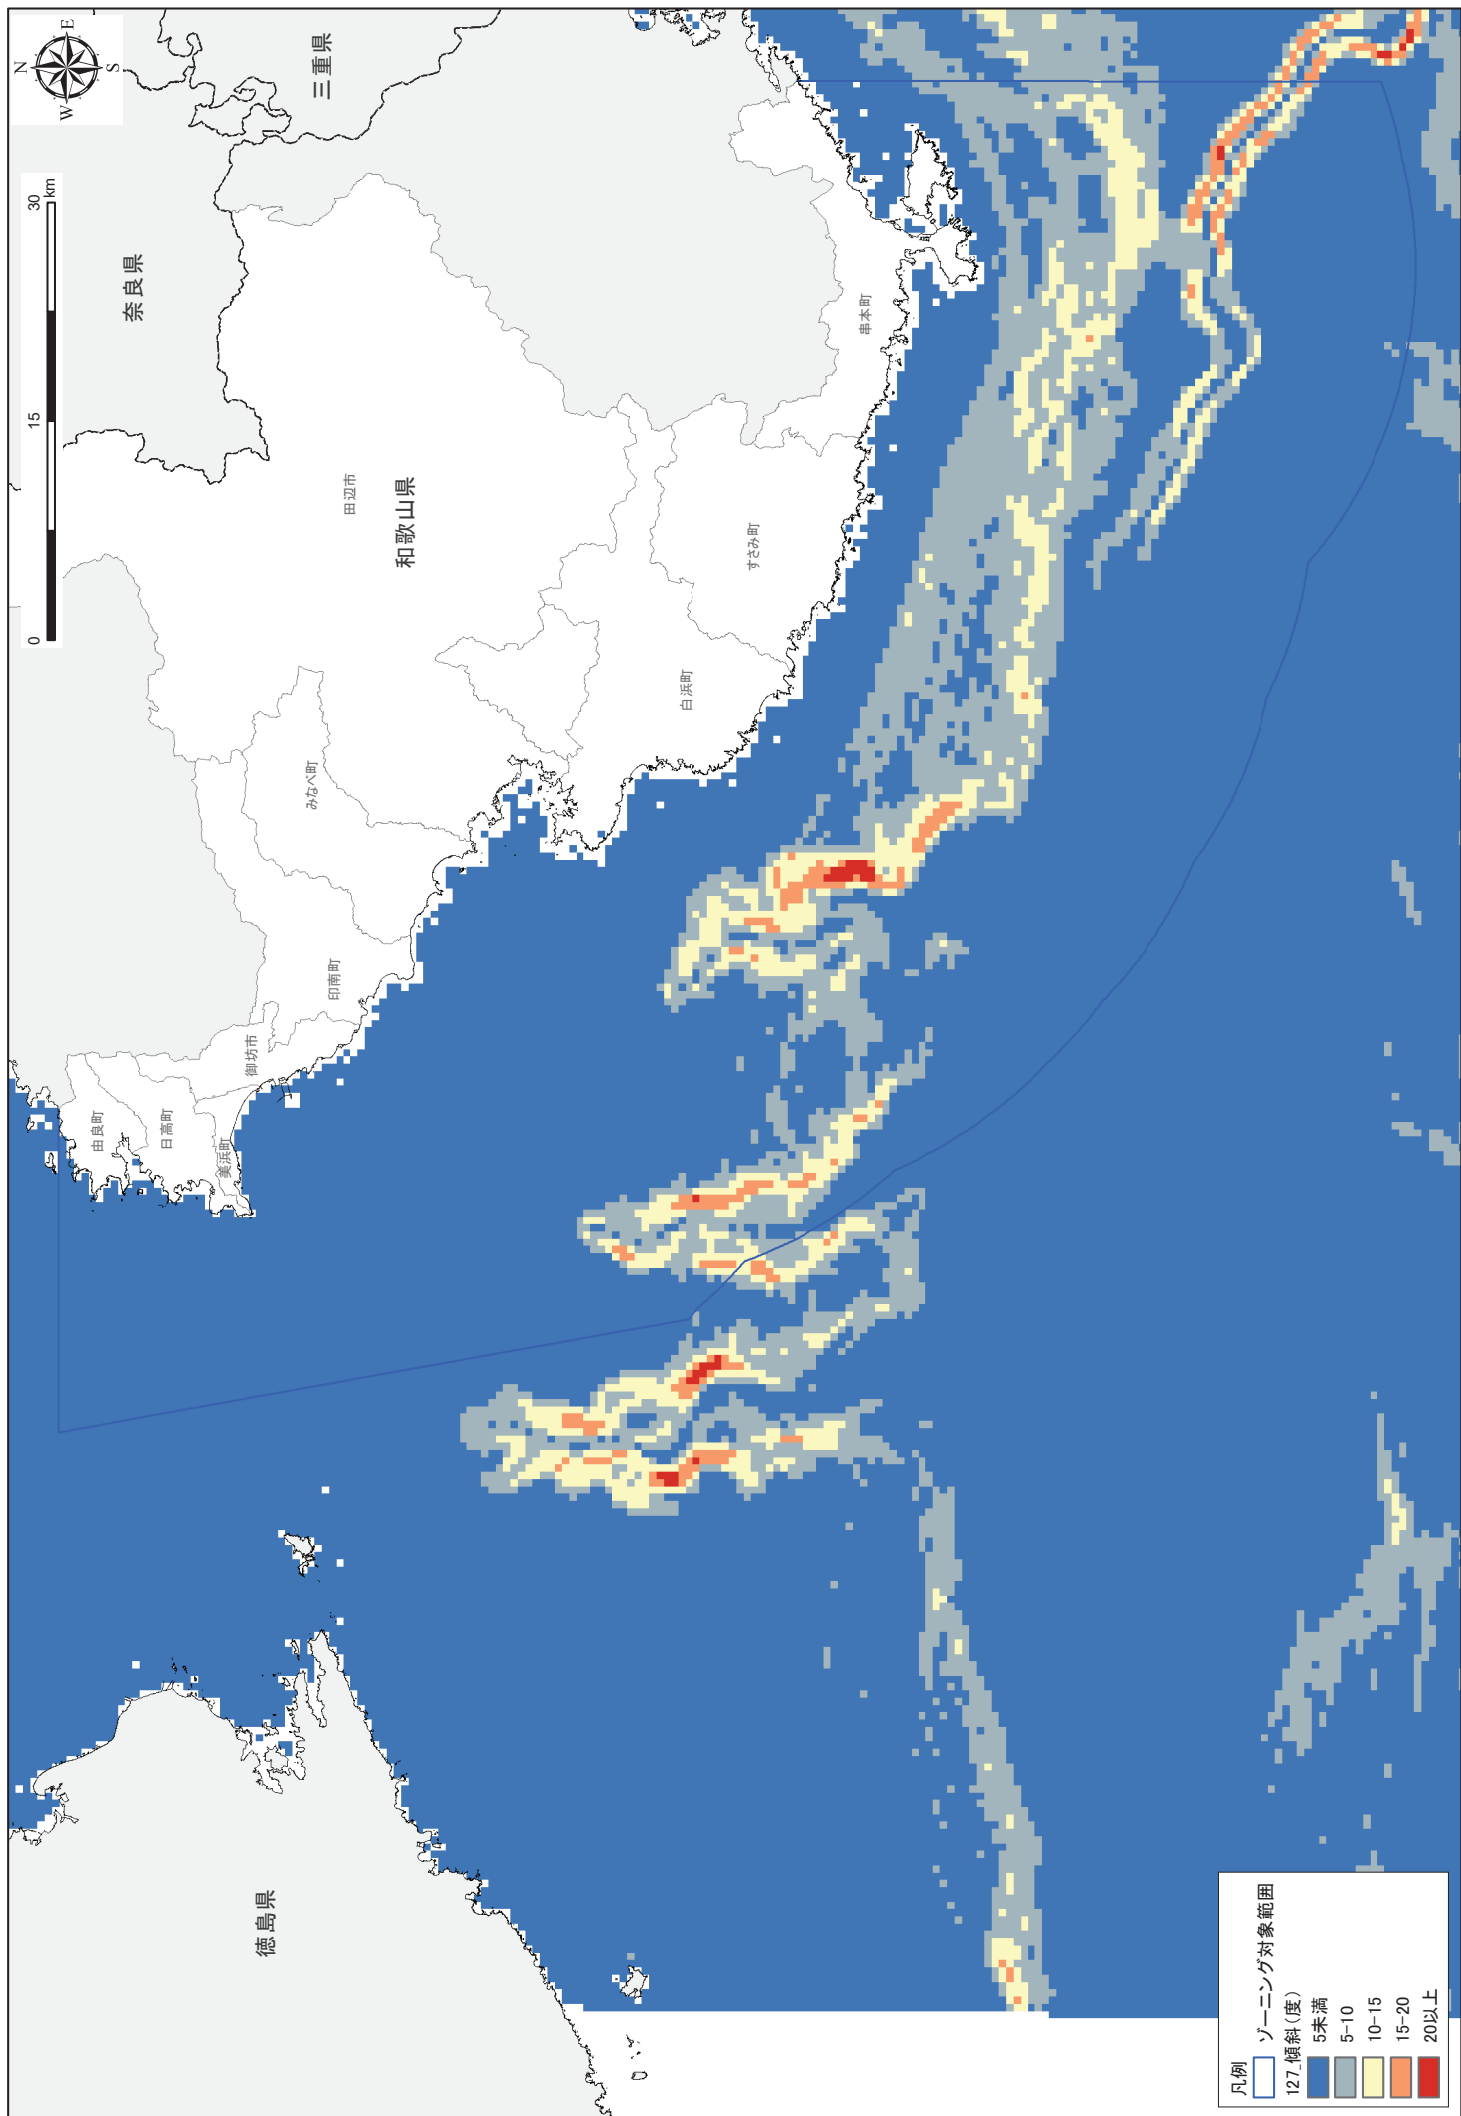 N
W
E
S
0
15
30
km
三重県
奈良県
和歌山県
徳島県
田辺市
みなべ町
印南町
御坊市
由良町
日高町
美浜町
白浜町
すさみ町
串本町
凡例
ゾーニング対象範囲
127_傾斜(度)
5未満
5-10
10-15
15-20
20以上